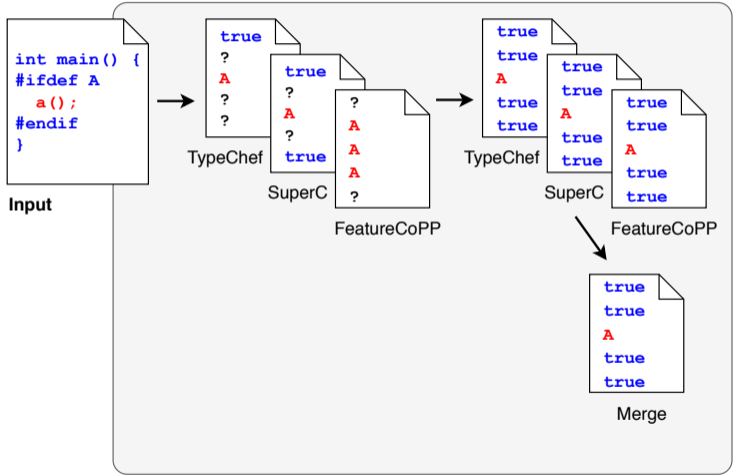 int main() {
#ifdef A
a();
#endif
}
Input
true
?
A
?
?
TypeChef
true
?
A
?
true
SuperC
?
A
A
A
?
FeatureCoPP
true
true
A
true
true
TypeChef
true
true
A
true
true
SuperC
true
true
A
true
true
FeatureCoPP
true
true
A
true
true
Merge